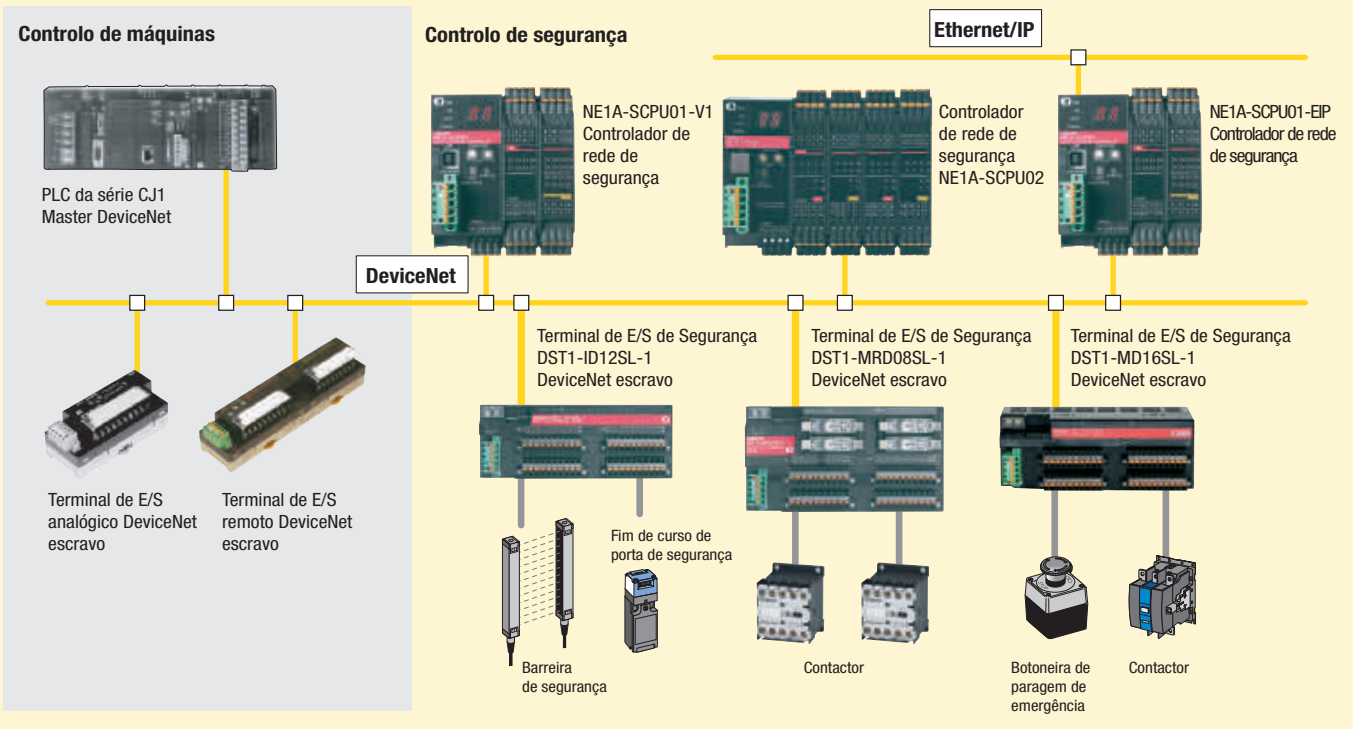 Controlo de máquinas
Controlo de segurança
Ethernet/IP
PLC da série CJ1
Master DeviceNet
NE1A-SCPU01-V1
Controlador de
rede de
segurança
Controlador
de rede de
segurança
NE1A-SCPU02
NE1A-SCPU01-EIP
Controlador de rede
de segurança
DeviceNet
Terminal de E/S
analógico DeviceNet
escravo
Terminal de E/S
remoto DeviceNet
escravo
Terminal de E/S de Segurança
DST1-ID12SL-1
DeviceNet escravo
Terminal de E/S de Segurança
DST1-MRD08SL-1
DeviceNet escravo
Terminal de E/S de Segurança
DST1-MD16SL-1
DeviceNet escravo
Barreira
de segurança
Fim de curso de
porta de segurança
Contactor
Botoneira de
paragem de
emergência
Contactor